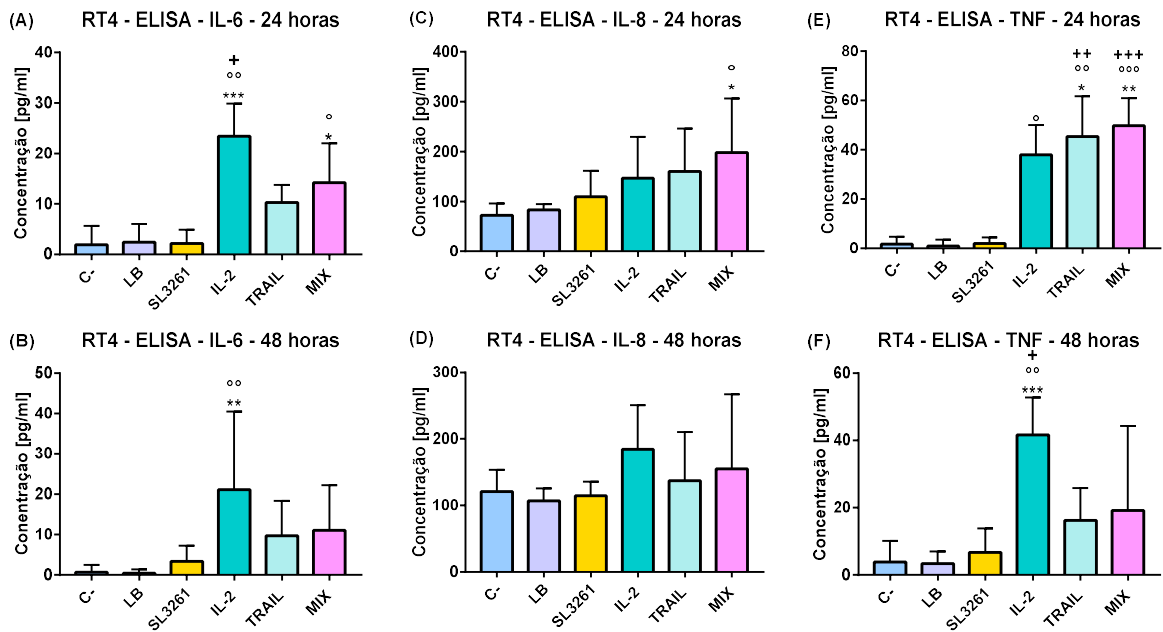 (A) RT4 - ELISA - IL-6 - 24 horas
Concentração [pg/ml]
40
30
20
10
0
+
°°
***
°
*
C-
LB
SL3261
IL-2
TRAIL
MIX
(C) RT4 - ELISA - IL-8 - 24 horas
Concentração [pg/ml]
400
300
200
100
0
°
*
C-
LB
SL3261
IL-2
TRAIL
MIX
(E) RT4 - ELISA - TNF - 24 horas
Concentração [pg/ml]
80
60
40
20
0
°
++
°°
*
+++
°°°
**
C-
LB
SL3261
IL-2
TRAIL
MIX
(B) RT4 - ELISA - IL-6 - 48 horas
Concentração [pg/ml]
50
40
30
20
10
0
°°
**
C-
LB
SL3261
IL-2
TRAIL
MIX
(D) RT4 - ELISA - IL-8 - 48 horas
Concentração [pg/ml]
300
200
100
0
C-
LB
SL3261
IL-2
TRAIL
MIX
(F) RT4 - ELISA - TNF - 48 horas
Concentração [pg/ml]
60
40
20
0
+
°°
***
C-
LB
SL3261
IL-2
TRAIL
MIX